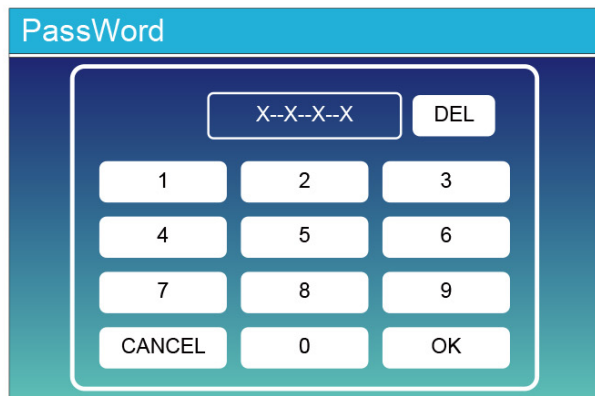 PassWord
X--X--X--X DEL
1 2 3
4 5 6
7 8 9
CANCEL 0 OK